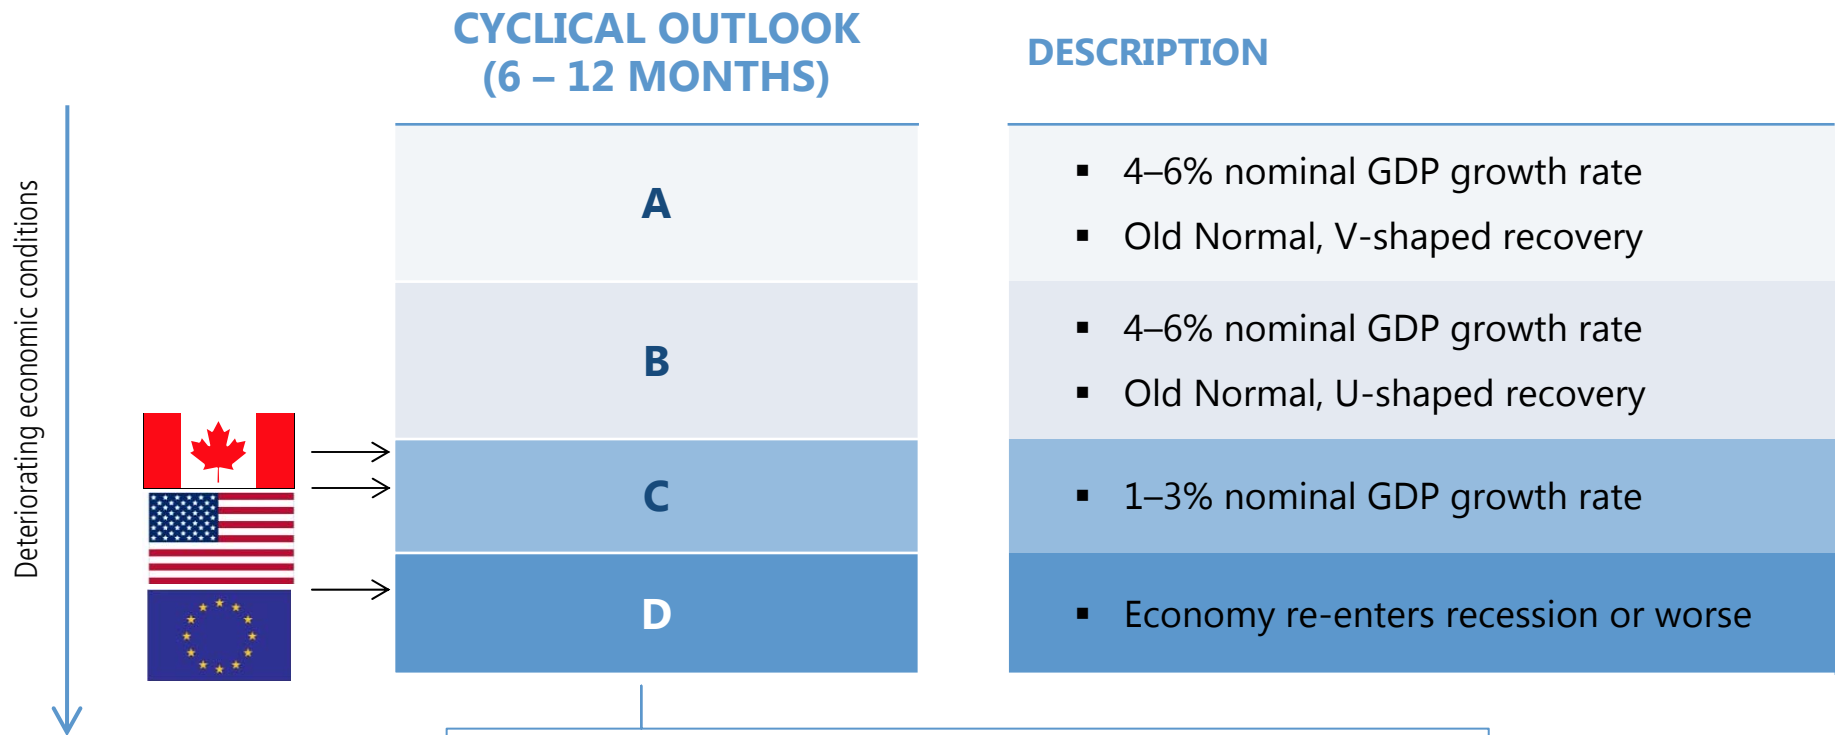 CYCLICAL OUTLOOK
(6 – 12 MONTHS)
DESCRIPTION
Deteriorating economic conditions
A
▪ 4–6% nominal GDP growth rate
▪ Old Normal, V-shaped recovery
B
▪ 4–6% nominal GDP growth rate
▪ Old Normal, U-shaped recovery
C
▪ 1–3% nominal GDP growth rate
D
▪ Economy re-enters recession or worse